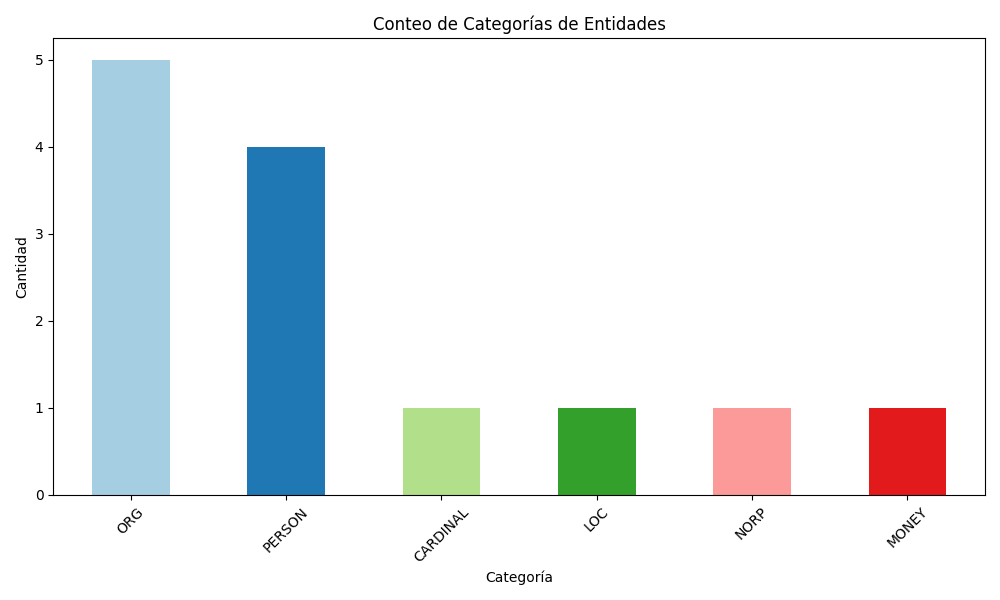 Conteo de Categorías de Entidades
Cantidad
5
4
3
2
1
0
ORG
PERSON
CARDINAL
LOC
NORP
MONEY
Categoría